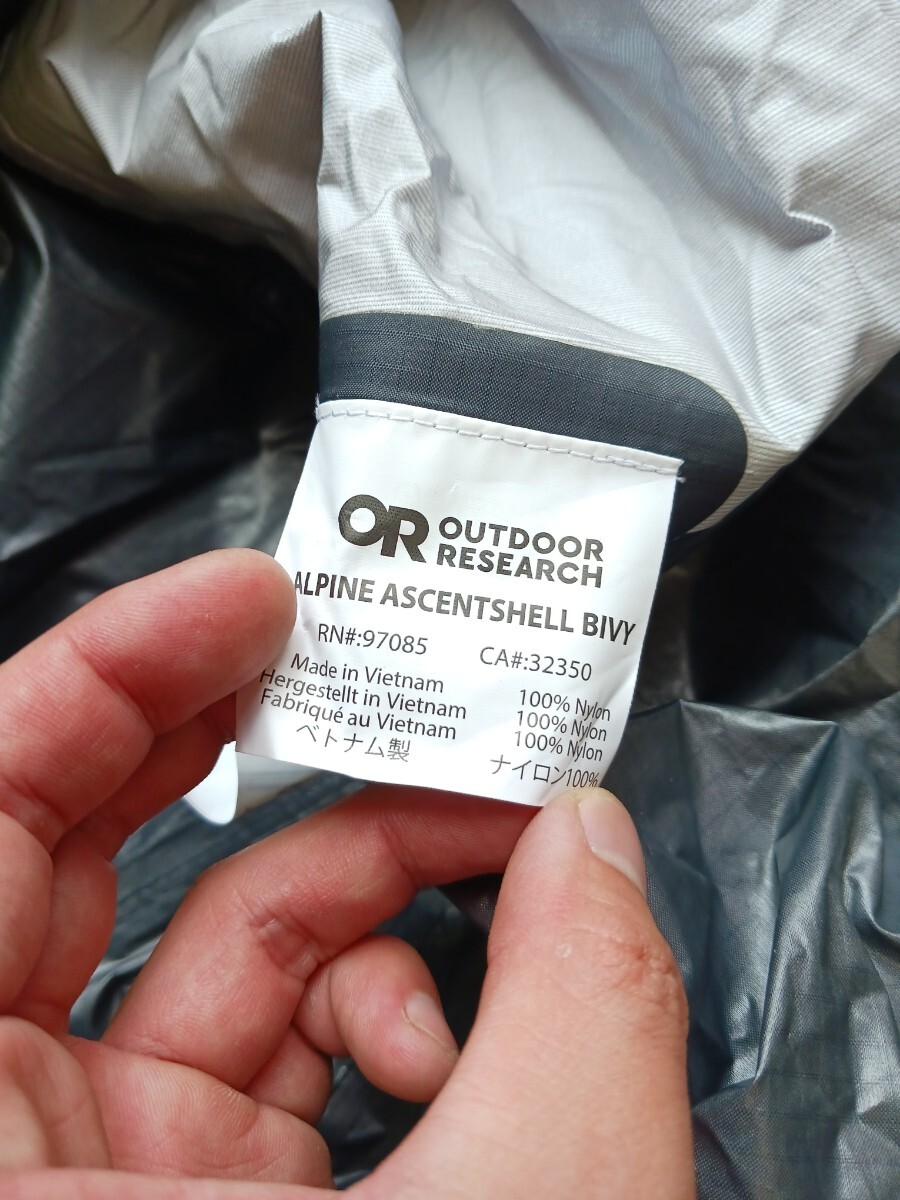 OR OUTDOOR
RESEARCH
ALPINE ASCENTSHELL BIVY
RN#:97085 CA#:32350
Made in Vietnam 100% Nylon
Hergestellt in Vietnam 100% Nylon
Fabriqué au Vietnam 100% Nylon
ベトナム製 ナイロン100%